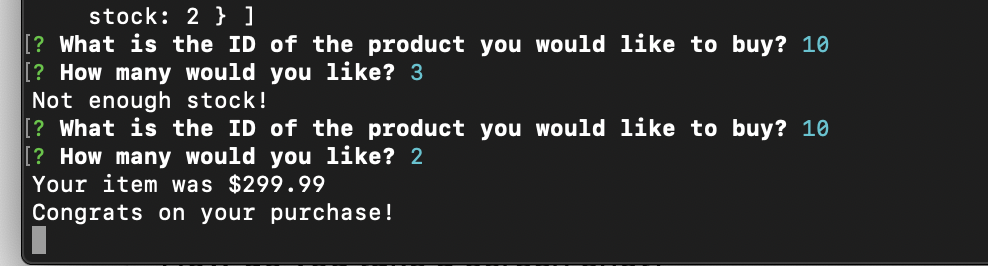 stock: 2 } ]
[? What is the ID of the product you would like to buy? 10
[? How many would you like? 3
Not enough stock!
[? What is the ID of the product you would like to buy? 10
[? How many would you like? 2
Your item was $299.99
Congrats on your purchase!